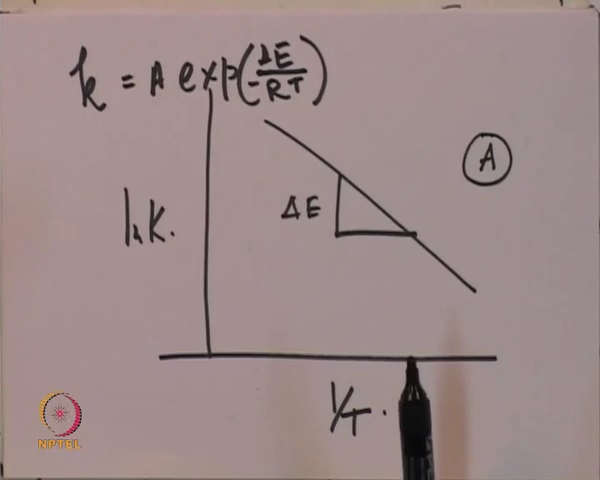 k = A exp(ΔE/-RT)
A
ΔE
ln K.
1/T.
NPTEL